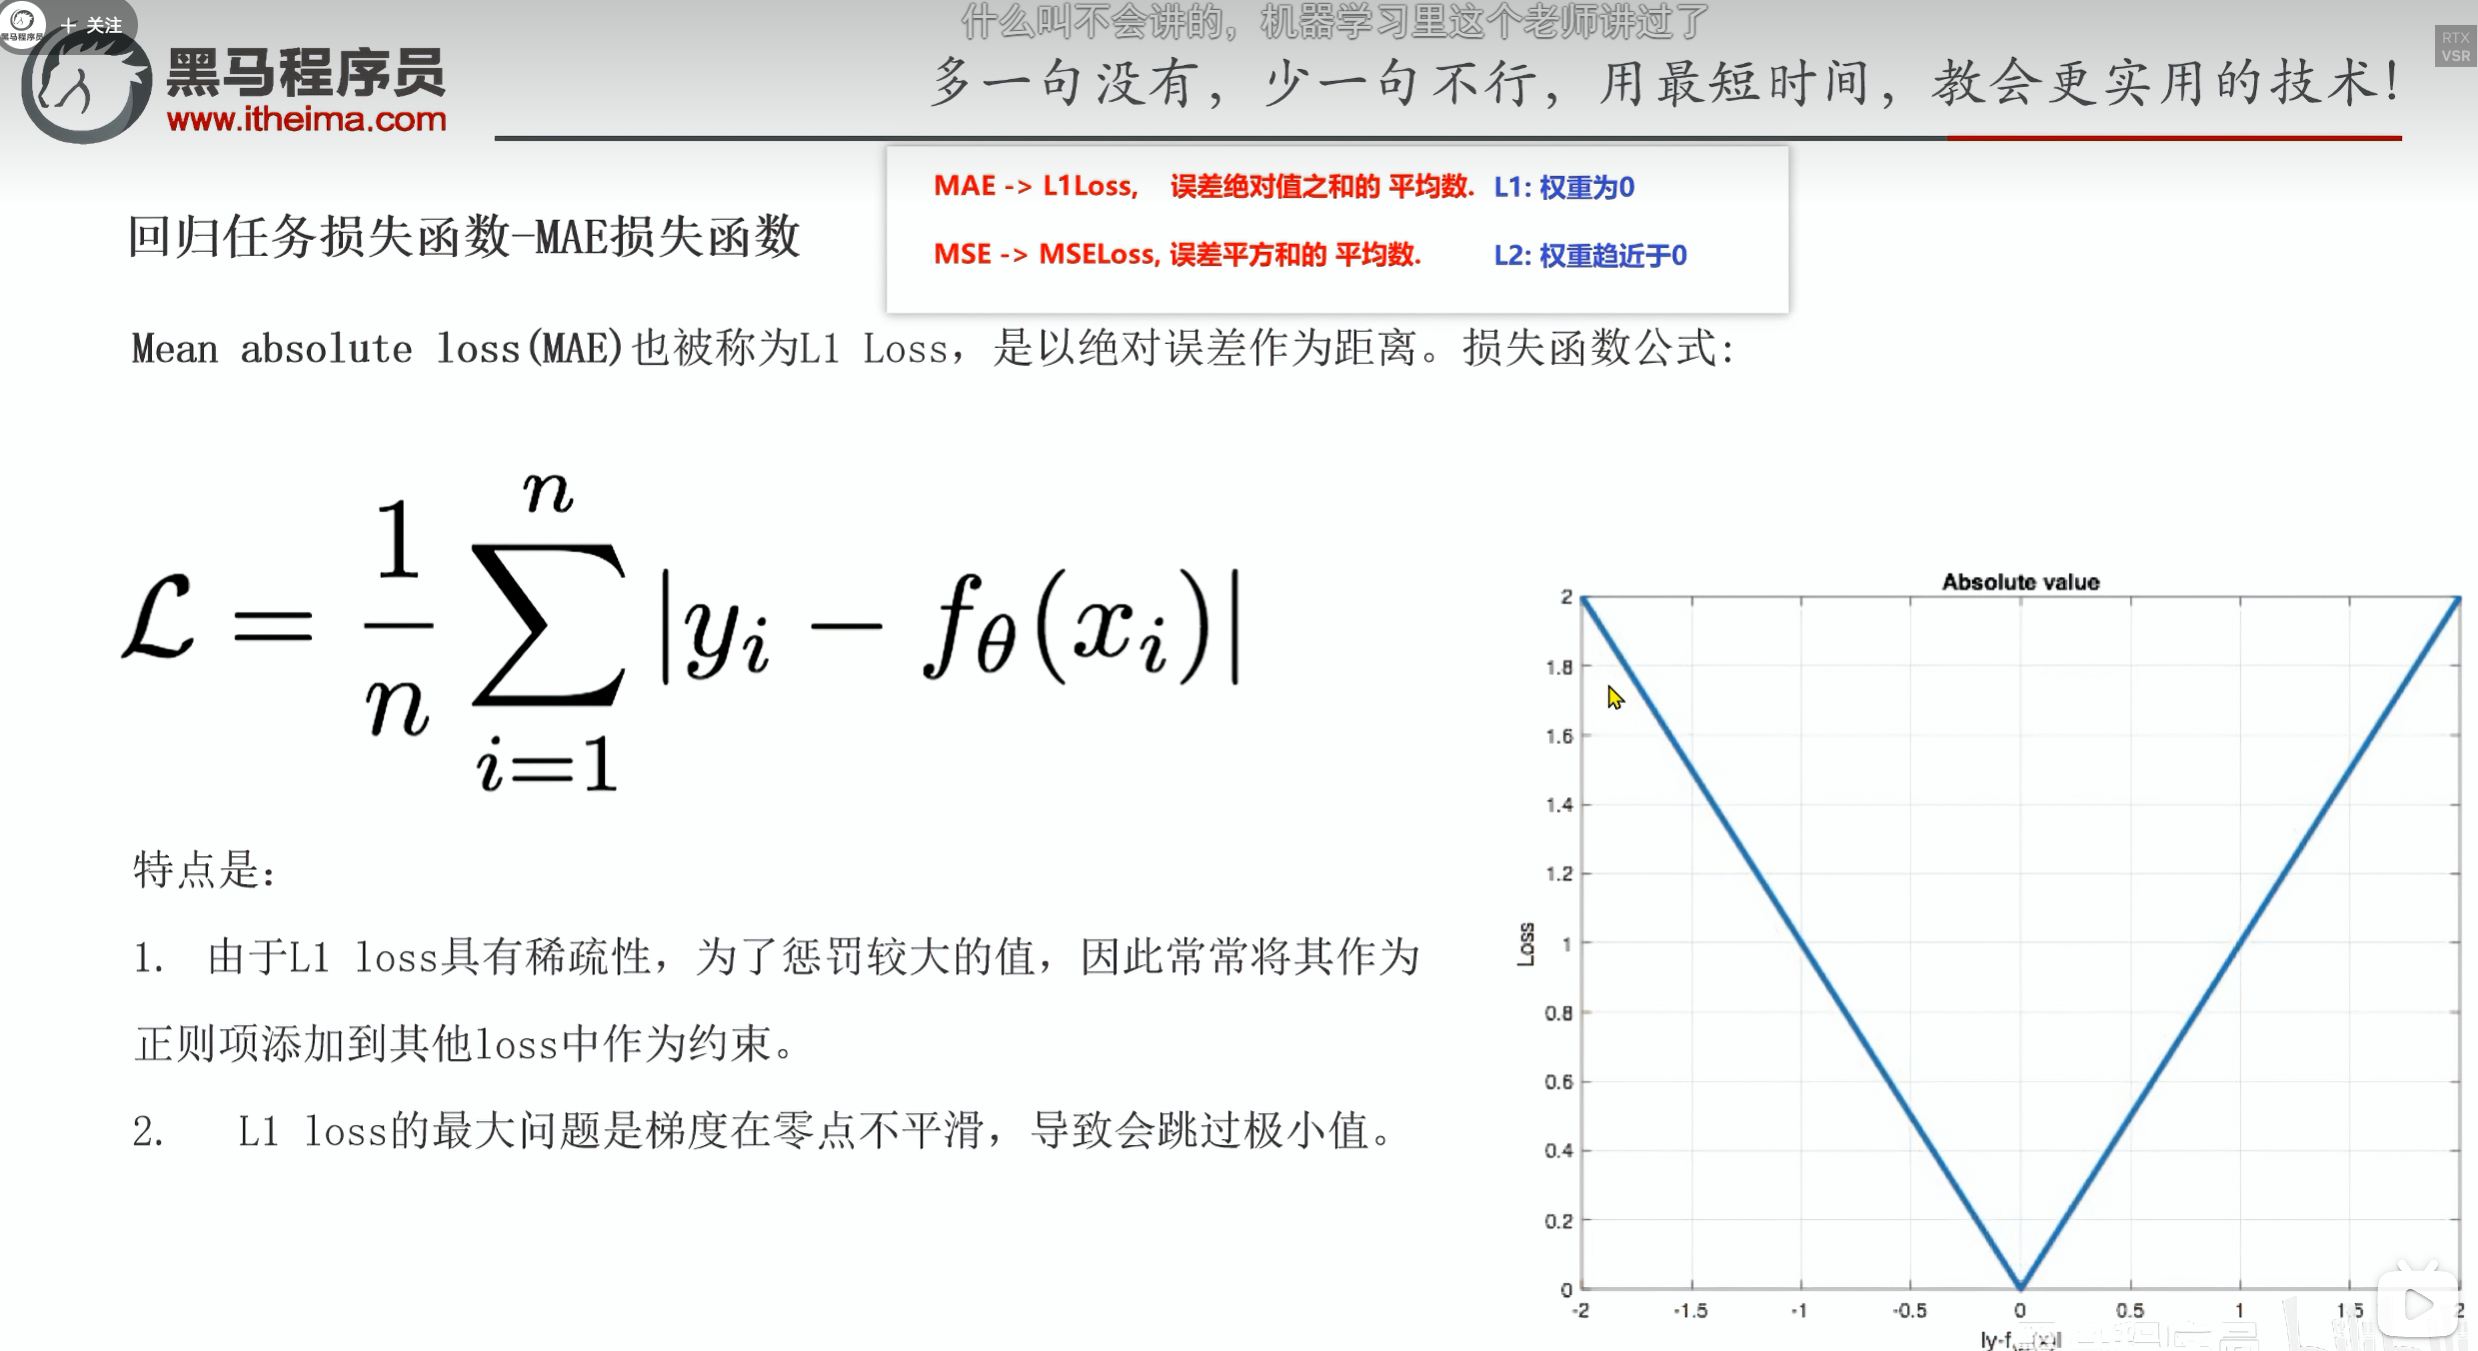 什么叫不会讲的，机器学习里这个老师讲过了
+ 关注
黑马程序员
RTX
VSR
黑马程序员
www.itheima.com
多一句没有，少一句不行，用最短时间，教会更实用的技术！
MAE -> L1Loss, 误差绝对值之和的 平均数. L1: 权重为0
MSE -> MSELoss, 误差平方和的 平均数. L2: 权重趋近于0
回归任务损失函数-MAE损失函数
Mean absolute loss(MAE)也被称为L1 Loss，是以绝对误差作为距离。损失函数公式:
ℒ = 1/n ∑_{i=1}^{n} |y_i − f_θ(x_i)|
特点是：
1. 由于L1 loss具有稀疏性，为了惩罚较大的值，因此常常将其作为
正则项添加到其他loss中作为约束。
2. L1 loss的最大问题是梯度在零点不平滑，导致会跳过极小值。
Absolute value
2
1.8
1.6
1.4
1.2
1
0.8
0.6
0.4
0.2
0
Loss
-2 -1.5 -1 -0.5 0 0.5 1 1.5 2